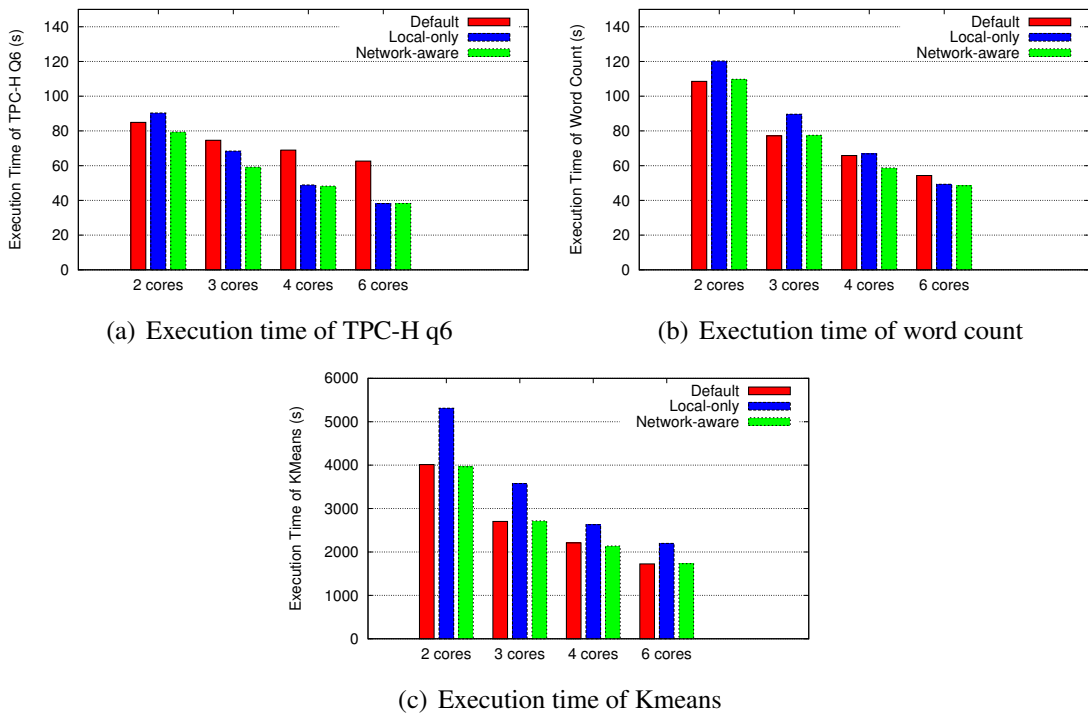 Execution Time of TPC-H Q6 (s)
140
120
100
80
60
40
20
0
Default
Local-only
Network-aware
2 cores 3 cores 4 cores 6 cores
(a) Execution time of TPC-H q6
Execution Time of Word Count (s)
140
120
100
80
60
40
20
0
Default
Local-only
Network-aware
2 cores 3 cores 4 cores 6 cores
(b) Exectution time of word count
Execution Time of KMeans (s)
6000
5000
4000
3000
2000
1000
0
Default
Local-only
Network-aware
2 cores 3 cores 4 cores 6 cores
(c) Execution time of Kmeans